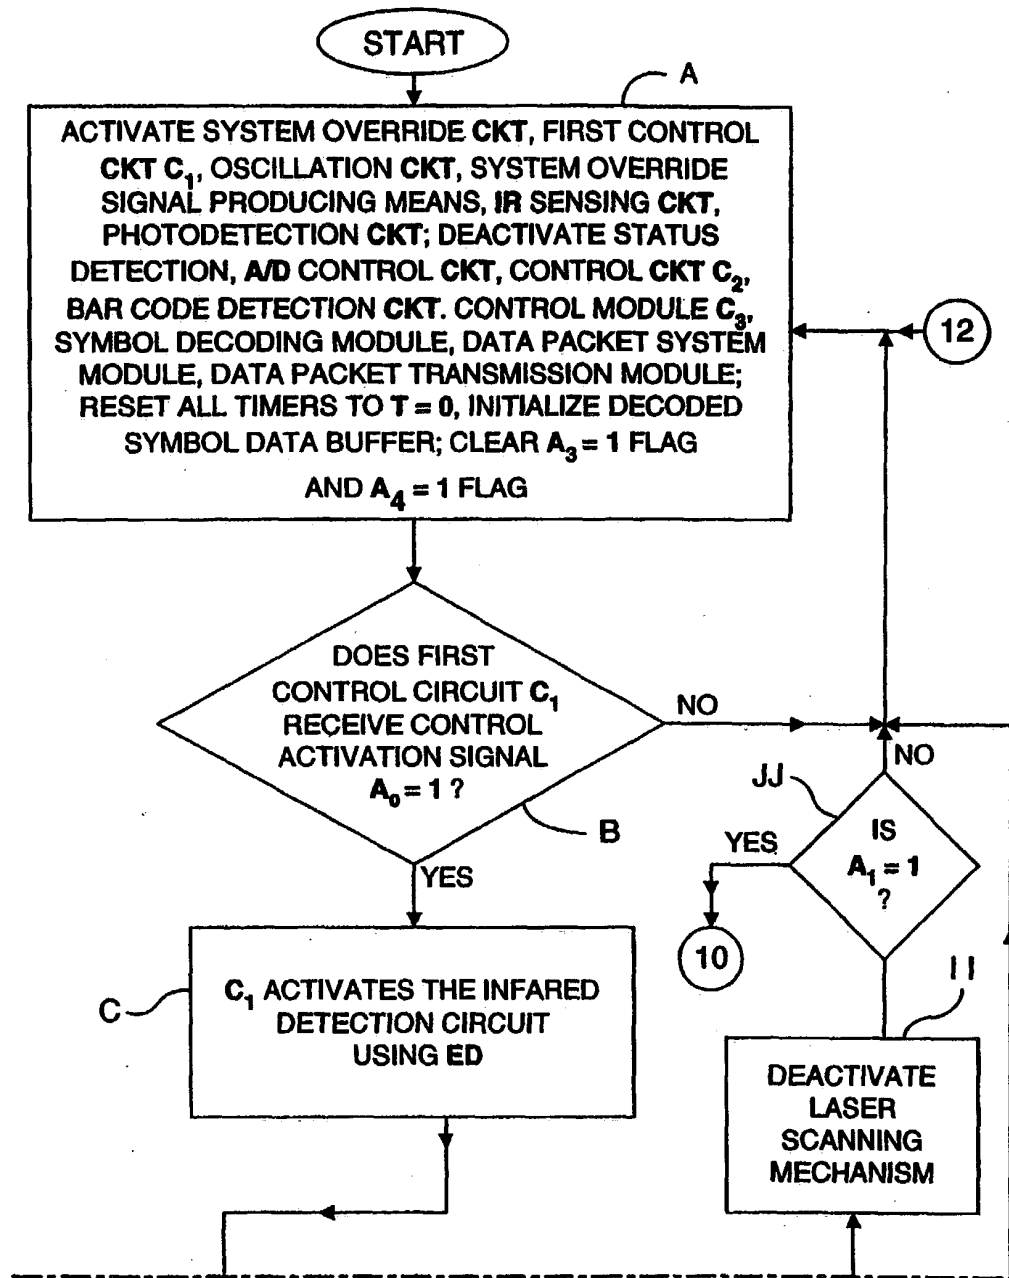 START
A
ACTIVATE SYSTEM OVERRIDE CKT, FIRST CONTROL
CKT C₁, OSCILLATION CKT, SYSTEM OVERRIDE
SIGNAL PRODUCING MEANS, IR SENSING CKT,
PHOTODETECTION CKT; DEACTIVATE STATUS
DETECTION, A/D CONTROL CKT, CONTROL CKT C₂,
BAR CODE DETECTION CKT. CONTROL MODULE C₃,
SYMBOL DECODING MODULE, DATA PACKET SYSTEM
MODULE, DATA PACKET TRANSMISSION MODULE;
RESET ALL TIMERS TO T = 0, INITIALIZE DECODED
SYMBOL DATA BUFFER; CLEAR A₃ = 1 FLAG
AND A₄ = 1 FLAG
12
DOES FIRST
CONTROL CIRCUIT C₁
RECEIVE CONTROL
ACTIVATION SIGNAL
A₀ = 1 ?
NO
B
YES
NO
JJ
IS
A₁ = 1
?
YES
10
C
C₁ ACTIVATES THE INFARED
DETECTION CIRCUIT
USING ED
II
DEACTIVATE
LASER
SCANNING
MECHANISM